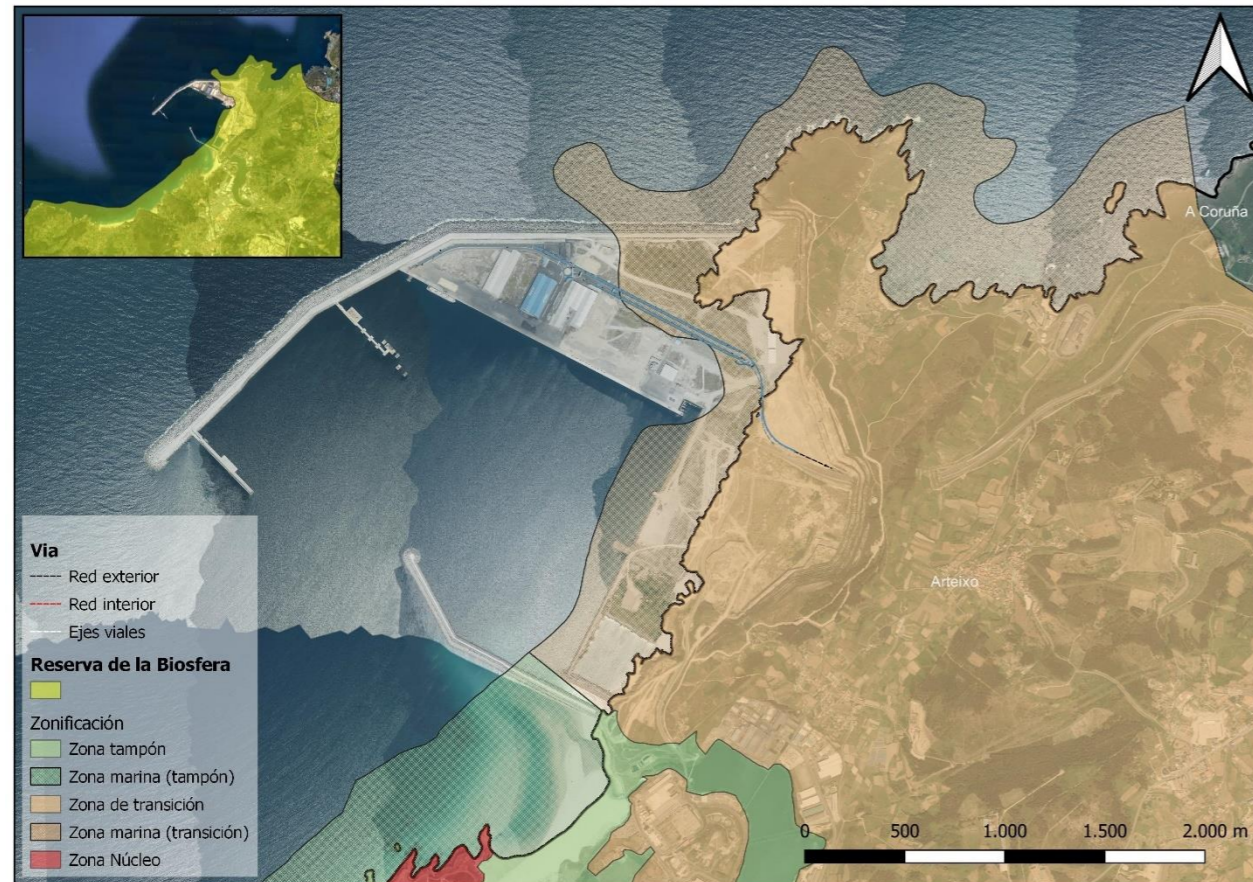 A Coruña
Arteixo
Via
Red exterior
Red interior
Ejes viales
Reserva de la Biosfera
Zonificación
Zona tampón
Zona marina (tampón)
Zona de transición
Zona marina (transición)
Zona Núcleo
0 500 1.000 1.500 2.000 m